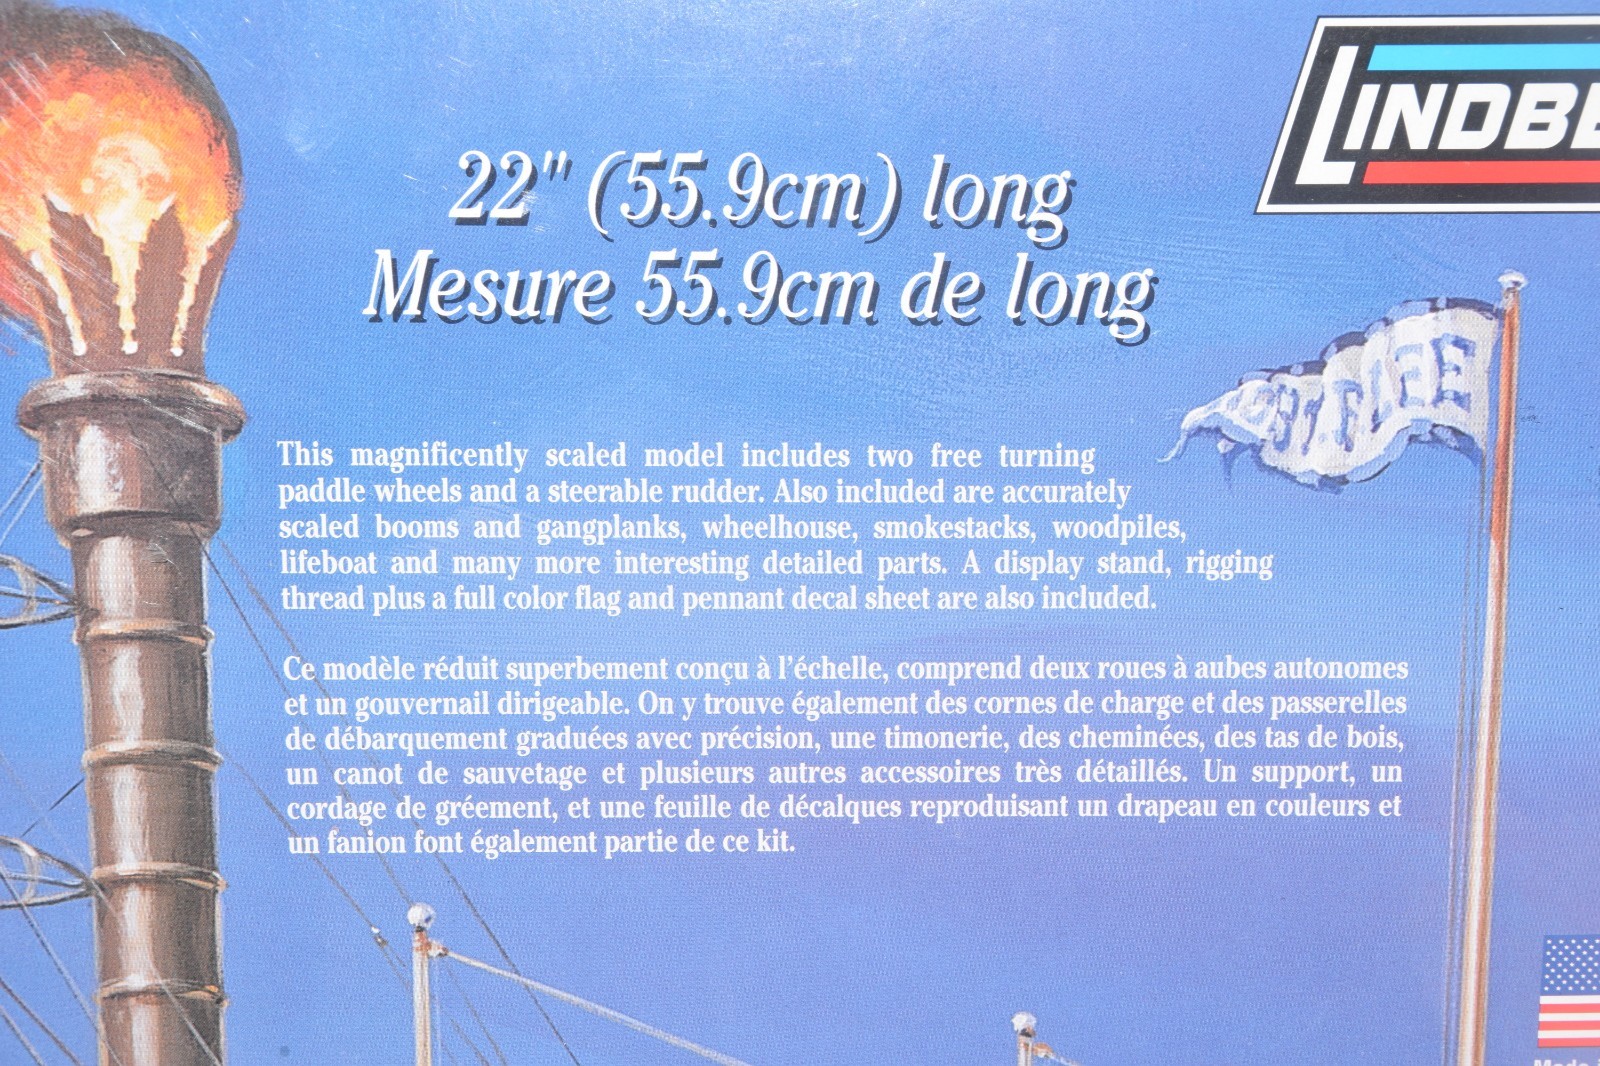 22" (55.9cm) long
Mesure 55.9cm de long
This magnificently scaled model includes two free turning
paddle wheels and a steerable rudder. Also included are accurately
scaled booms and gangplanks, wheelhouse, smokestacks, woodpiles,
lifeboat and many more interesting detailed parts. A display stand, rigging
thread plus a full color flag and pennant decal sheet are also included.
Ce modèle réduit superbement conçu à l'échelle, comprend deux roues à aubes autonomes
et un gouvernail dirigeable. On y trouve également des cornes de charge et des passerelles
de débarquement graduées avec précision, une timonerie, des cheminées, des tas de bois,
un canot de sauvetage et plusieurs autres accessoires très détaillés. Un support, un
cordage de gréement, et une feuille de décalques reproduisant un drapeau en couleurs et
un fanion font également partie de ce kit.